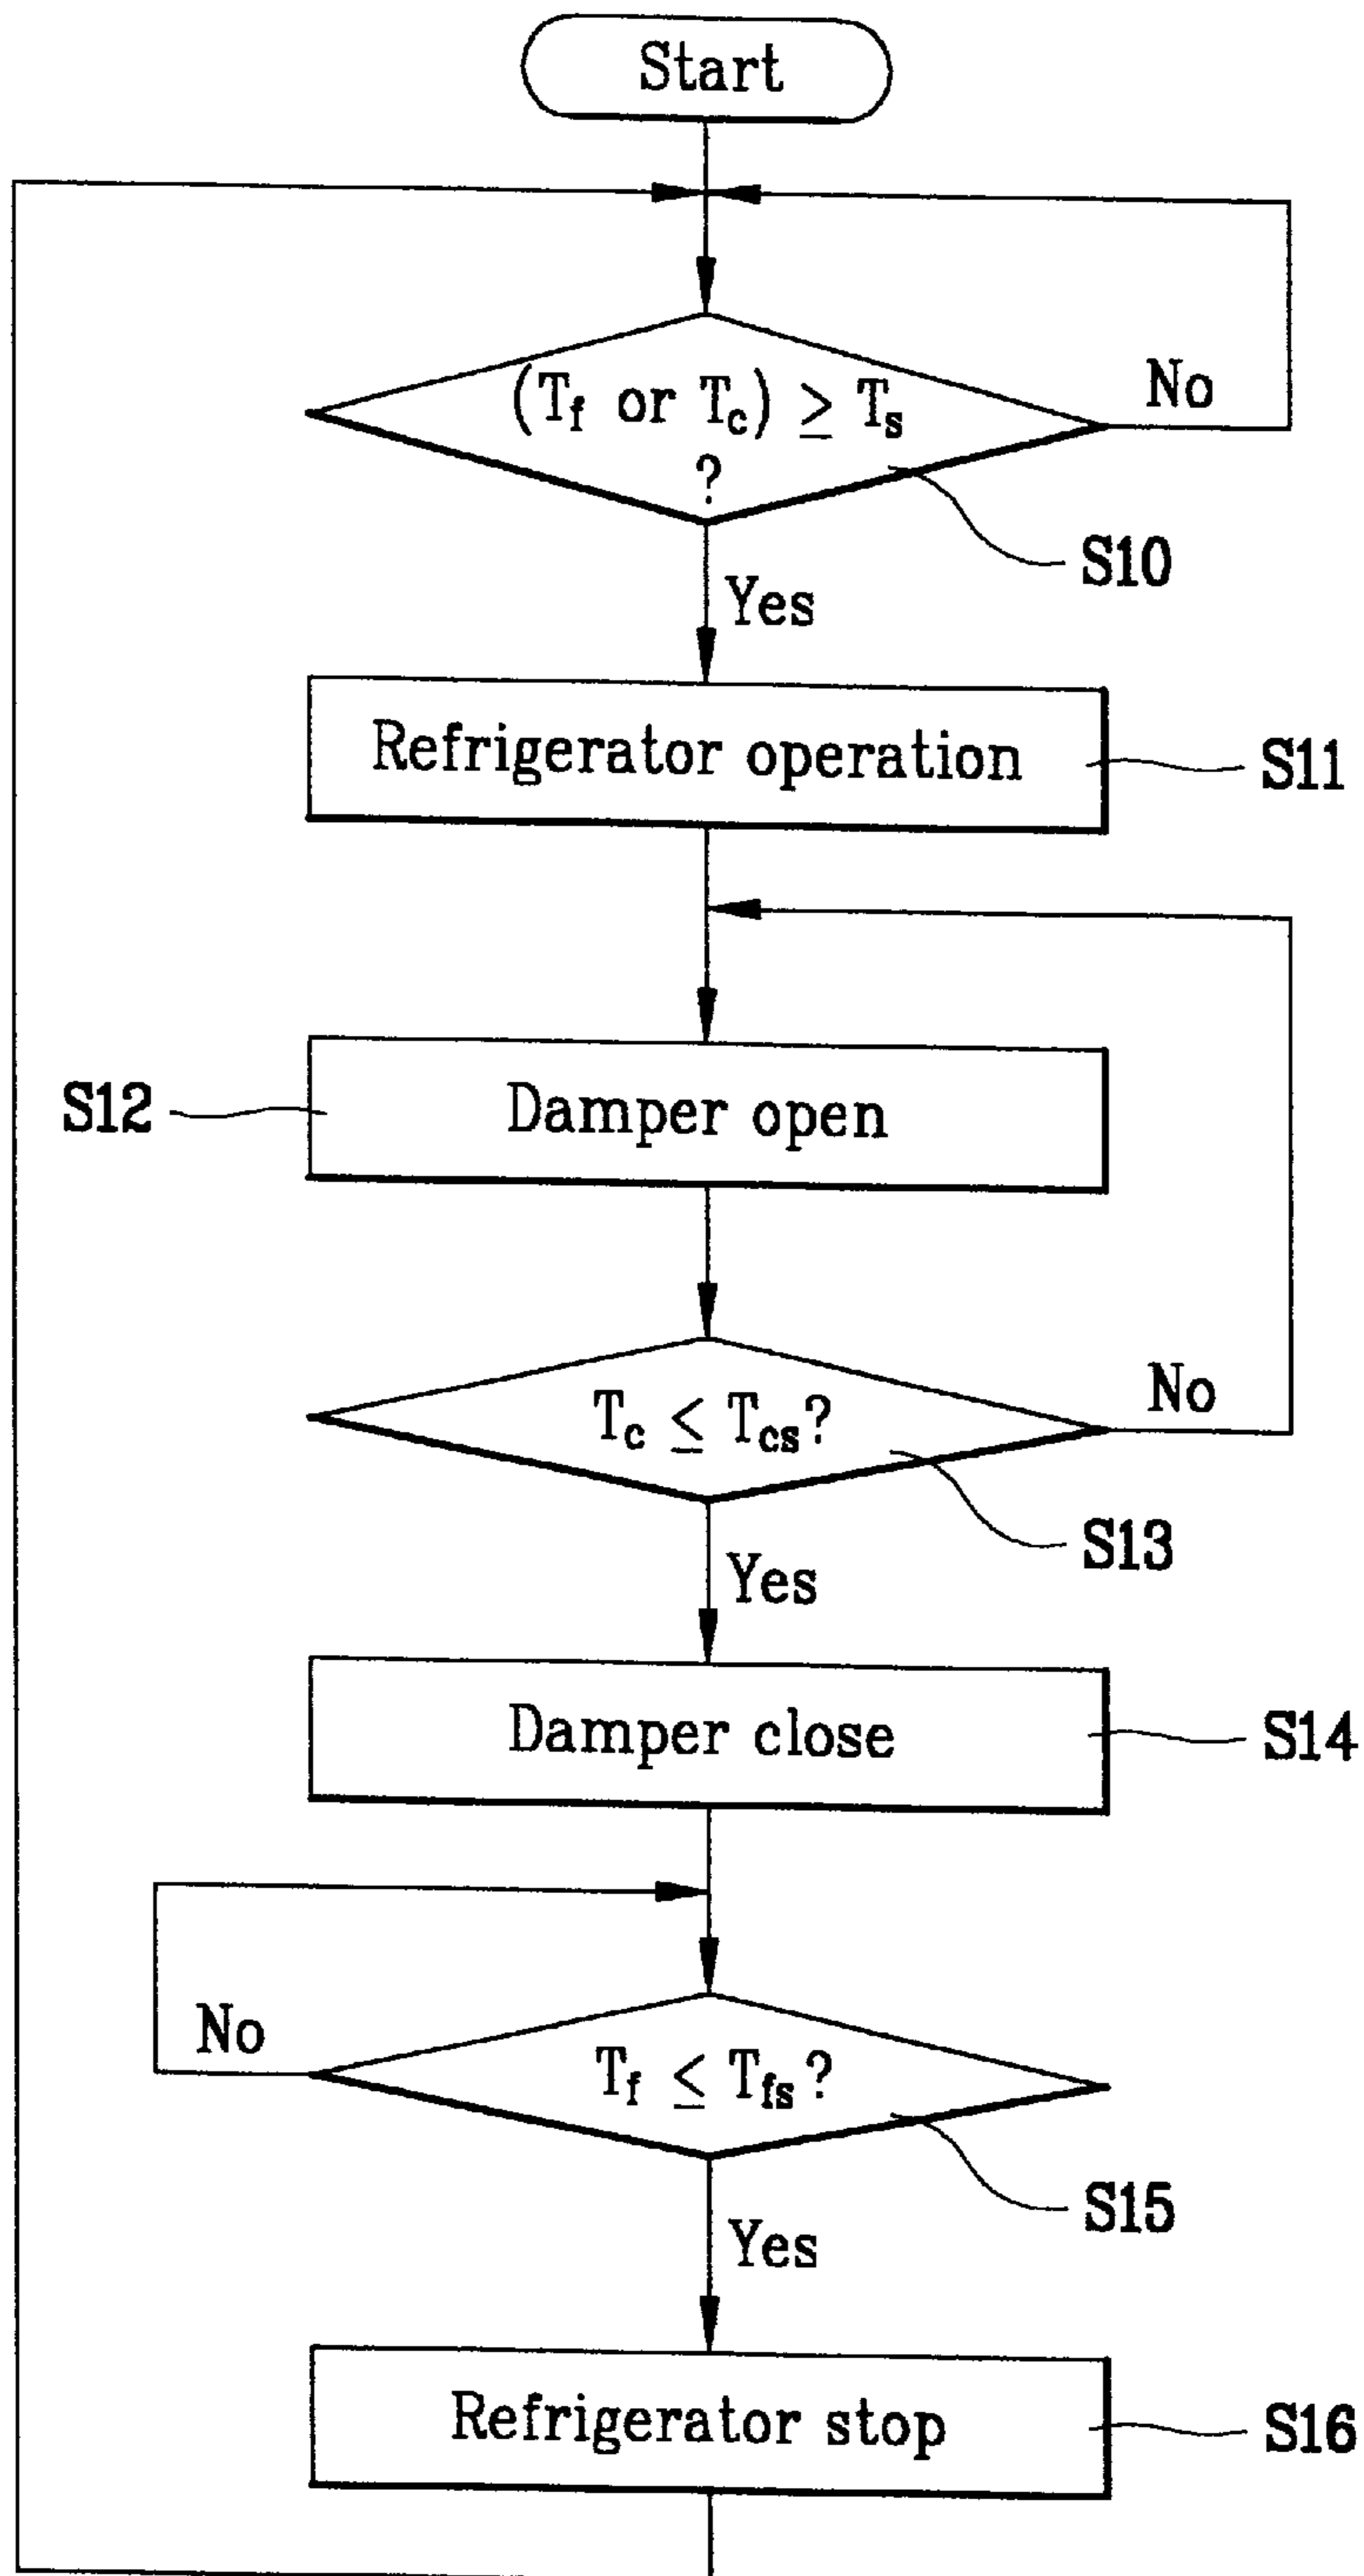 Start
(Tf or Tc) ≥ Ts
?
No
S10
Yes
Refrigerator operation
S11
S12
Damper open
Tc ≤ Tcs?
No
S13
Yes
Damper close
S14
No
Tf ≤ Tfs?
S15
Yes
Refrigerator stop
S16